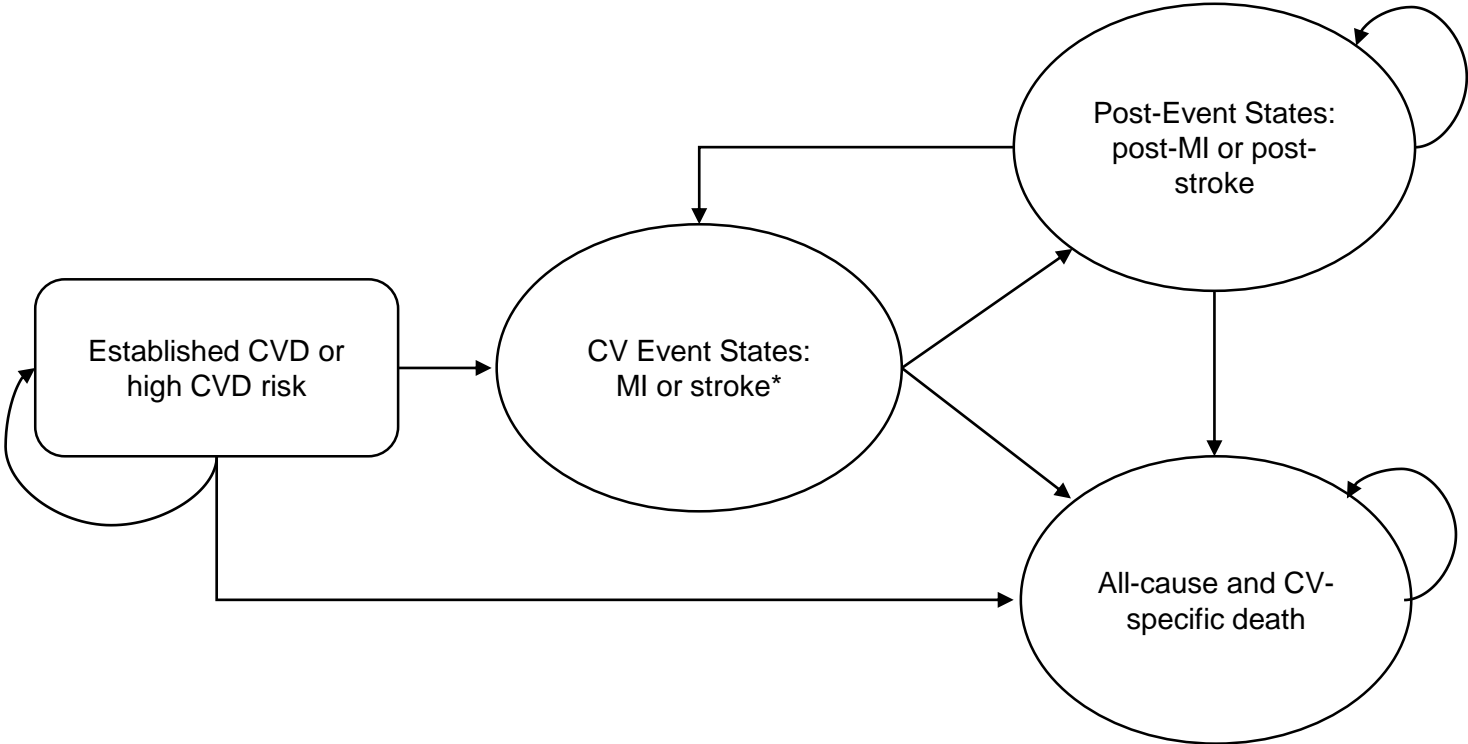 Post-Event States:
post-MI or post-
stroke
Established CVD or
high CVD risk
CV Event States:
MI or stroke*
All-cause and CV-
specific death